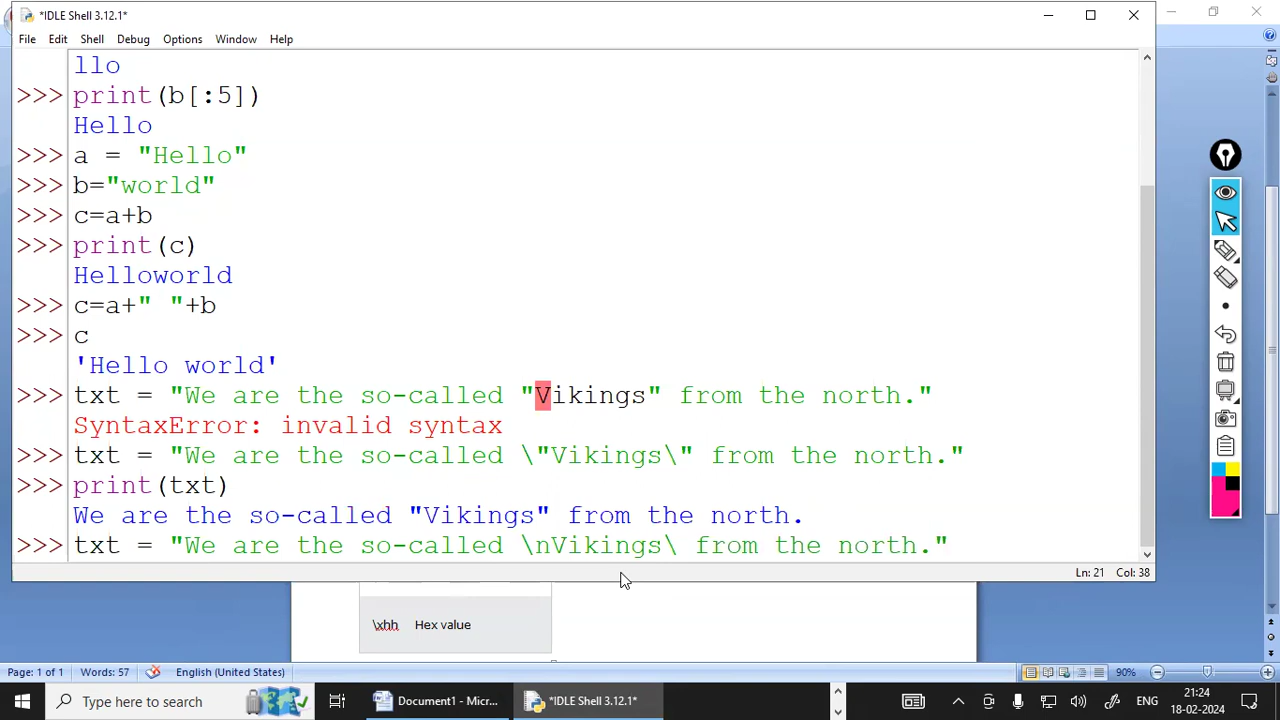 *IDLE Shell 3.12.1*
File Edit Shell Debug Options Window Help
llo
>>> print(b[:5])
Hello
>>> a = "Hello"
>>> b="world"
>>> c=a+b
>>> print(c)
Helloworld
>>> c=a+" "+b
>>> c
'Hello world'
>>> txt = "We are the so-called "Vikings" from the north."
SyntaxError: invalid syntax
>>> txt = "We are the so-called \"Vikings\" from the north."
>>> print(txt)
We are the so-called "Vikings" from the north.
>>> txt = "We are the so-called \nVikings\ from the north."
Ln: 21 Col: 38
\xhh Hex value
Page: 1 of 1 Words: 57 English (United States) 90%
Type here to search Document1 - Micr... *IDLE Shell 3.12.1* ENG 21:24
18-02-2024